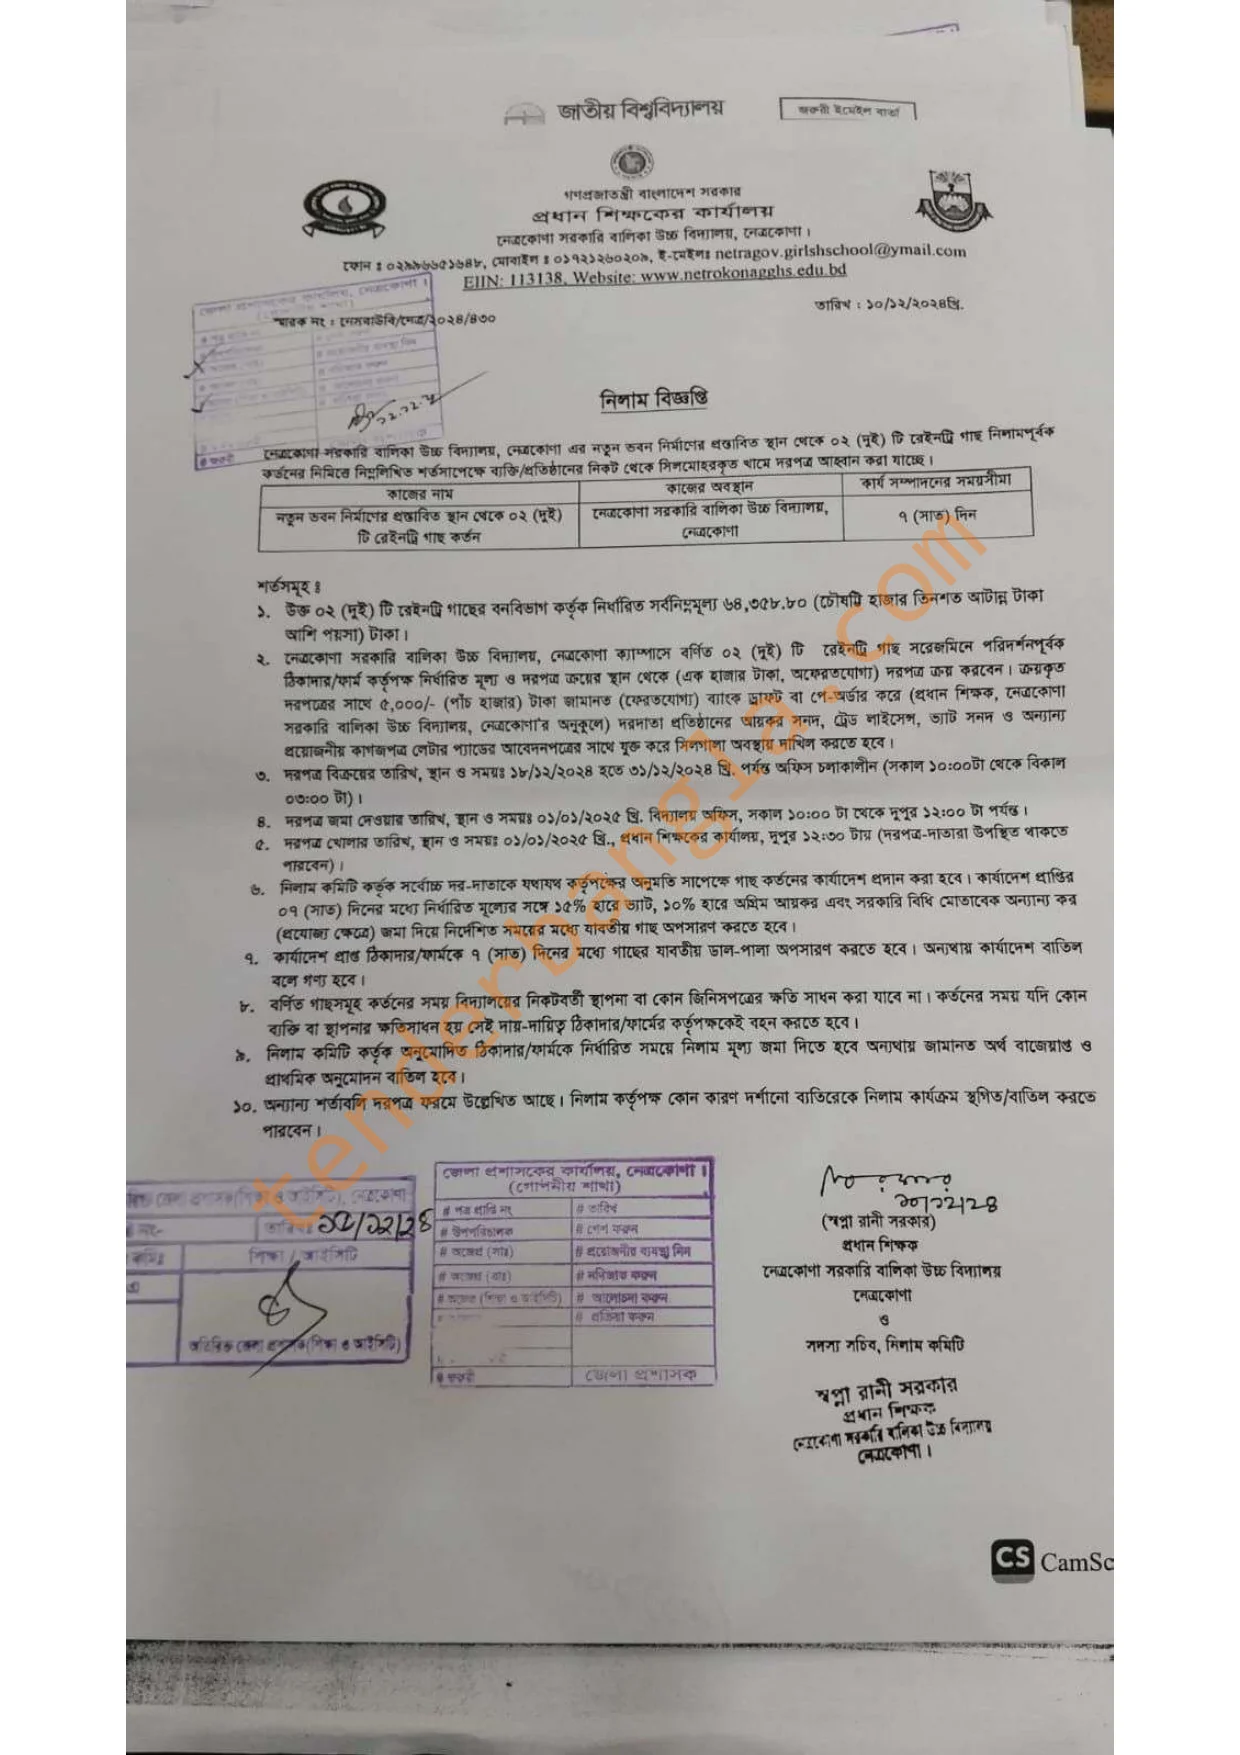 জাতীয় বিশ্ববিদ্যালয়
জরুরী ইমেইল বার্তা
গণপ্রজাতন্ত্রী বাংলাদেশ সরকার
প্রধান শিক্ষকের কার্যালয়
নেত্রকোণা সরকারি বালিকা উচ্চ বিদ্যালয়, নেত্রকোণা।
ফোন ঃ ০২৯৯৬৬৫১৬৪৮, মোবাইল ঃ ০১৭২১২৬০২০৯, ই-মেইলঃ netragov.girlshschool@ymail.com
EIIN: 113138, Website: www.netrokonagghs.edu.bd
তারিখ : ১০/১২/২০২৪খ্রি.
স্মারক নং : নেসবাউবি/নেত্র/২০২৪/৪৩০
নিলাম বিজ্ঞপ্তি
নেত্রকোণা সরকারি বালিকা উচ্চ বিদ্যালয়, নেত্রকোণা এর নতুন ভবন নির্মাণের প্রস্তাবিত স্থান থেকে ০২ (দুই) টি রেইনট্রি গাছ নিলামপূর্বক
কর্তনের নিমিত্তে নিম্নলিখিত শর্তসাপেক্ষে ব্যক্তি/প্রতিষ্ঠানের নিকট থেকে সিলমোহরকৃত খামে দরপত্র আহ্বান করা যাচ্ছে।
কাজের নাম কাজের অবস্থান কার্য সম্পাদনের সময়সীমা
নতুন ভবন নির্মাণের প্রস্তাবিত স্থান থেকে ০২ (দুই) নেত্রকোণা সরকারি বালিকা উচ্চ বিদ্যালয়, ৭ (সাত) দিন
টি রেইনট্রি গাছ কর্তন নেত্রকোণা
শর্তসমূহ ঃ
১. উক্ত ০২ (দুই) টি রেইনট্রি গাছের বনবিভাগ কর্তৃক নির্ধারিত সর্বনিম্নমূল্য ৬৪,৩৫৮.৮০ (চৌষট্টি হাজার তিনশত আটান্ন টাকা
আশি পয়সা) টাকা।
২. নেত্রকোণা সরকারি বালিকা উচ্চ বিদ্যালয়, নেত্রকোণা ক্যাম্পাসে বর্ণিত ০২ (দুই) টি রেইনট্রি গাছ সরেজমিনে পরিদর্শনপূর্বক
ঠিকাদার/ফার্ম কর্তৃপক্ষ নির্ধারিত মূল্য ও দরপত্র ক্রয়ের স্থান থেকে (এক হাজার টাকা, অফেরতযোগ্য) দরপত্র ক্রয় করবেন। ক্রয়কৃত
দরপত্রের সাথে ৫,০০০/- (পাঁচ হাজার) টাকা জামানত (ফেরতযোগ্য) ব্যাংক ড্রাফট বা পে-অর্ডার করে (প্রধান শিক্ষক, নেত্রকোণা
সরকারি বালিকা উচ্চ বিদ্যালয়, নেত্রকোণা'র অনুকূলে) দরদাতা প্রতিষ্ঠানের আয়কর সনদ, ট্রেড লাইসেন্স, ভ্যাট সনদ ও অন্যান্য
প্রয়োজনীয় কাগজপত্র লেটার প্যাডের আবেদনপত্রের সাথে যুক্ত করে সিলগালা অবস্থায় দাখিল করতে হবে।
৩. দরপত্র বিক্রয়ের তারিখ, স্থান ও সময়ঃ ১৮/১২/২০২৪ হতে ৩১/১২/২০২৪ খ্রি. পর্যন্ত অফিস চলাকালীন (সকাল ১০:০০টা থেকে বিকাল
০৩:০০ টা)।
৪. দরপত্র জমা দেওয়ার তারিখ, স্থান ও সময়ঃ ০১/০১/২০২৫ খ্রি. বিদ্যালয় অফিস, সকাল ১০:০০ টা থেকে দুপুর ১২:০০ টা পর্যন্ত।
৫. দরপত্র খোলার তারিখ, স্থান ও সময়ঃ ০১/০১/২০২৫ খ্রি., প্রধান শিক্ষকের কার্যালয়, দুপুর ১২:৩০ টায় (দরপত্র-দাতারা উপস্থিত থাকতে
পারবেন)।
৬. নিলাম কমিটি কর্তৃক সর্বোচ্চ দর-দাতাকে যথাযথ কর্তৃপক্ষের অনুমতি সাপেক্ষে গাছ কর্তনের কার্যাদেশ প্রদান করা হবে। কার্যাদেশ প্রাপ্তির
০৭ (সাত) দিনের মধ্যে নির্ধারিত মূল্যের সঙ্গে ১৫% হারে ভ্যাট, ১০% হারে অগ্রিম আয়কর এবং সরকারি বিধি মোতাবেক অন্যান্য কর
(প্রযোজ্য ক্ষেত্রে) জমা দিয়ে নির্দেশিত সময়ের মধ্যে যাবতীয় গাছ অপসারণ করতে হবে।
৭. কার্যাদেশ প্রাপ্ত ঠিকাদার/ফার্মকে ৭ (সাত) দিনের মধ্যে গাছের যাবতীয় ডাল-পালা অপসারণ করতে হবে। অন্যথায় কার্যাদেশ বাতিল
বলে গণ্য হবে।
৮. বর্ণিত গাছসমূহ কর্তনের সময় বিদ্যালয়ের নিকটবর্তী স্থাপনা বা কোন জিনিসপত্রের ক্ষতি সাধন করা যাবে না। কর্তনের সময় যদি কোন
ব্যক্তি বা স্থাপনার ক্ষতিসাধন হয় সেই দায়-দায়িত্ব ঠিকাদার/ফার্মের কর্তৃপক্ষকেই বহন করতে হবে।
৯. নিলাম কমিটি কর্তৃক অনুমোদিত ঠিকাদার/ফার্মকে নির্ধারিত সময়ে নিলাম মূল্য জমা দিতে হবে অন্যথায় জামানত অর্থ বাজেয়াপ্ত ও
প্রাথমিক অনুমোদন বাতিল হবে।
১০. অন্যান্য শর্তাবলি দরপত্র ফরমে উল্লেখিত আছে। নিলাম কর্তৃপক্ষ কোন কারণ দর্শানো ব্যতিরেকে নিলাম কার্যক্রম স্থগিত/বাতিল করতে
পারবেন।
tenderbangla.com
জেলা প্রশাসকের কার্যালয়, নেত্রকোণা।
(গোপনীয় শাখা)
# পত্র প্রাপ্তি নং # তারিখ
# উপপরিচালক # পেশ করুন
# প্রয়োজনীয় ব্যবস্থা নিন
# নথিজাত করুন
# অজেপ্র (শিক্ষা ও আইসিটি) # আলোচনা করুন
# জরুরী জেলা প্রশাসক
তারিখঃ ১২/১২/২৪
শিক্ষা / আইসিটি
অতিরিক্ত জেলা প্রশাসক(শিক্ষা ও আইসিটি)
১০/১২/২৪
(স্বপ্না রানী সরকার)
প্রধান শিক্ষক
নেত্রকোণা সরকারি বালিকা উচ্চ বিদ্যালয়
নেত্রকোণা
ও
সদস্য সচিব, নিলাম কমিটি
স্বপ্না রানী সরকার
প্রধান শিক্ষক
নেত্রকোণা সরকারি বালিকা উচ্চ বিদ্যালয়
নেত্রকোণা।
CS CamSc